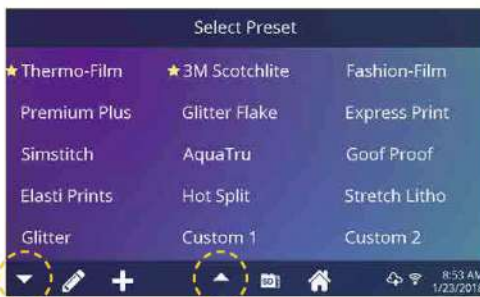 Select Preset
Thermo-Film 3M Scotchlite Fashion-Film
Premium Plus Glitter Flake Express Print
Simstitch AquaTru Goof Proof
Elasti Prints Hot Split Stretch Litho
Glitter Custom 1 Custom 2
SD 8:53 AM
1/23/2018